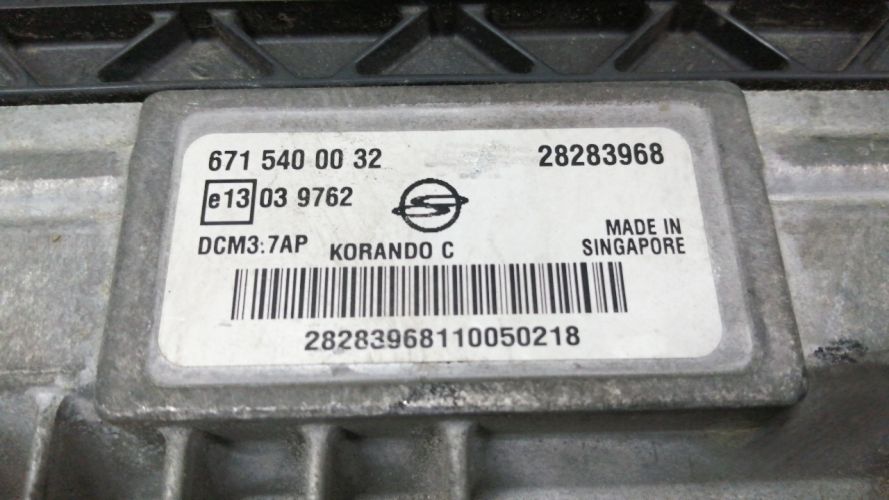 671 540 00 32 28283968
e13 03 9762
DCM3:7AP KORANDO C MADE IN
SINGAPORE
28283968110050218